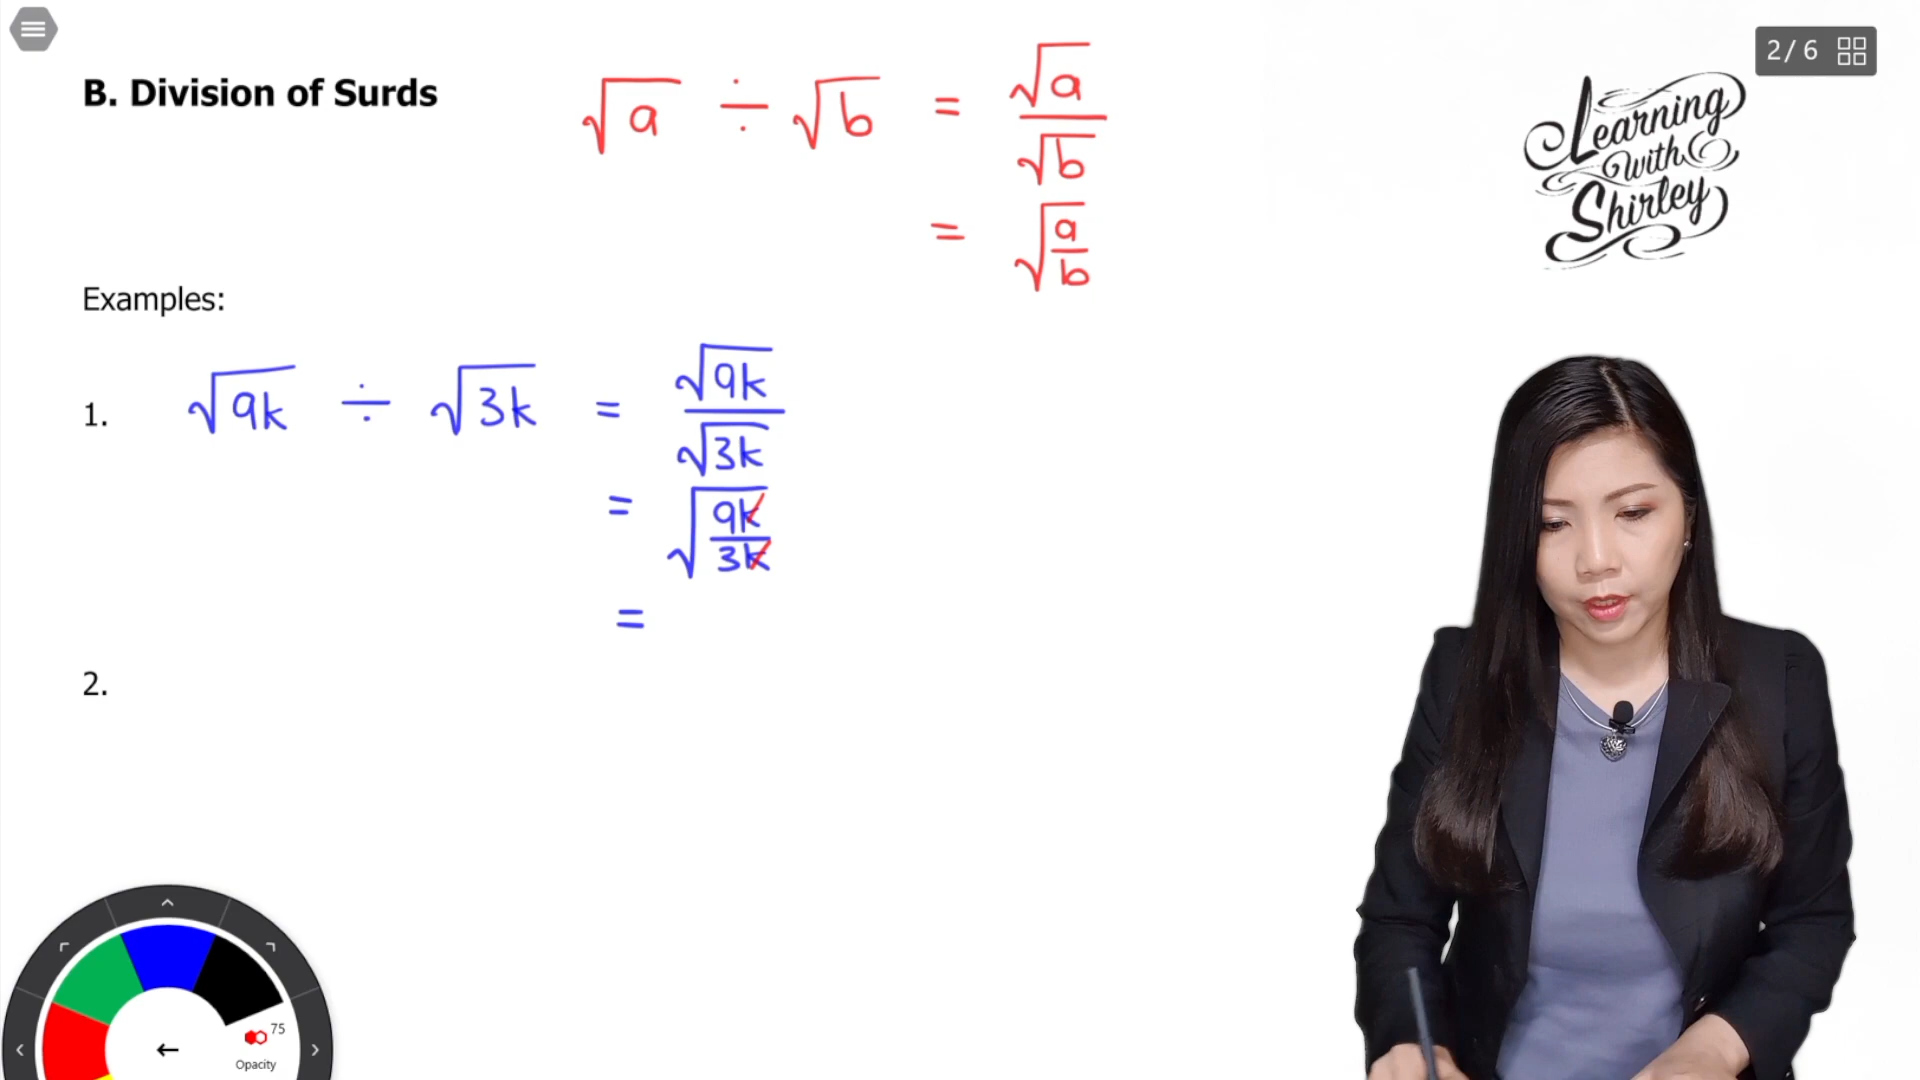 2/6
B. Division of Surds
√a ÷ √b = √a/√b
= √(a/b)
Learning
with
Shirley
Examples:
1. √9k ÷ √3k = √9k/√3k
= √(9k/3k)
=
2.
75
Opacity